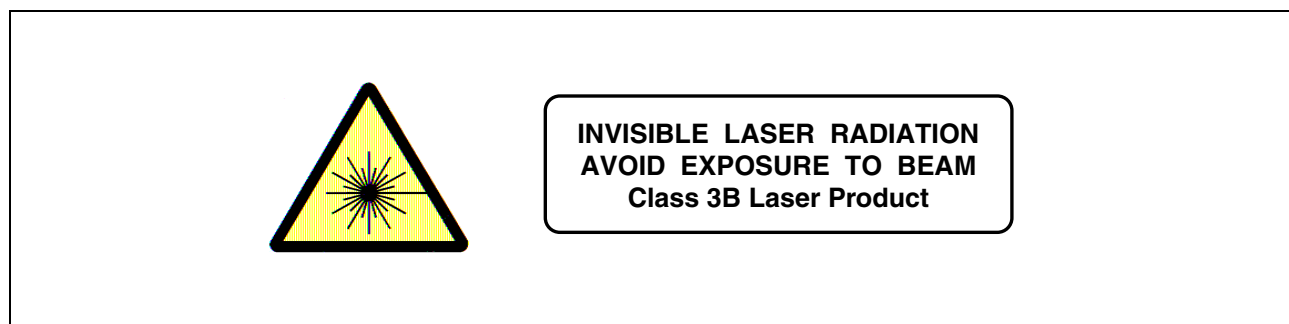 INVISIBLE LASER RADIATION
AVOID EXPOSURE TO BEAM
Class 3B Laser Product